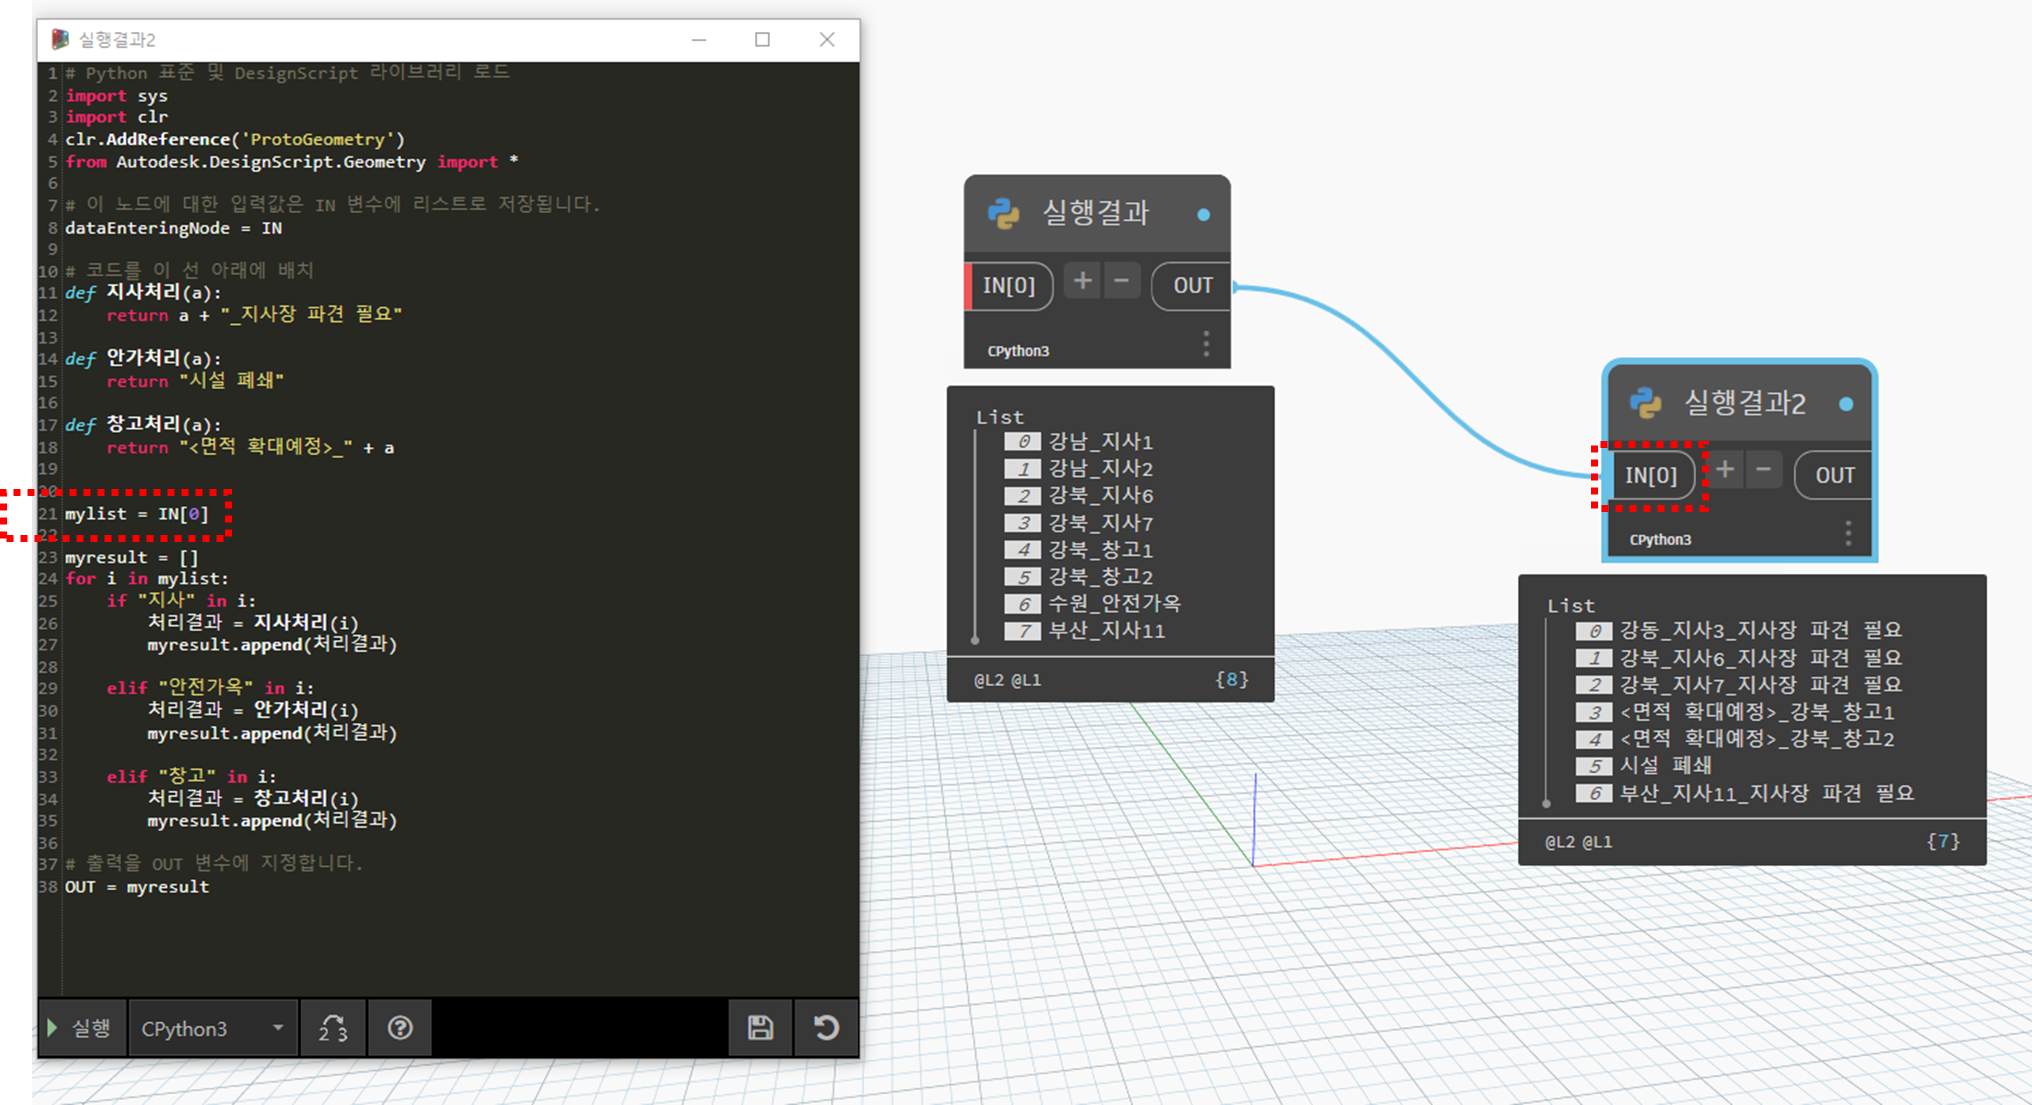 실행결과2
1 # Python 표준 및 DesignScript 라이브러리 로드
2 import sys
3 import clr
4 clr.AddReference('ProtoGeometry')
5 from Autodesk.DesignScript.Geometry import *
6
7 # 이 노드에 대한 입력값은 IN 변수에 리스트로 저장됩니다.
8 dataEnteringNode = IN
9
10 # 코드를 이 선 아래에 배치
11 def 지사처리(a):
12     return a + "_지사장 파견 필요"
13
14 def 안가처리(a):
15     return "시설 폐쇄"
16
17 def 창고처리(a):
18     return "<면적 확대예정>_" + a
19
20
21 mylist = IN[0]
22
23 myresult = []
24 for i in mylist:
25     if "지사" in i:
26         처리결과 = 지사처리(i)
27         myresult.append(처리결과)
28
29     elif "안전가옥" in i:
30         처리결과 = 안가처리(i)
31         myresult.append(처리결과)
32
33     elif "창고" in i:
34         처리결과 = 창고처리(i)
35         myresult.append(처리결과)
36
37 # 출력을 OUT 변수에 지정합니다.
38 OUT = myresult
실행 CPython3 2 3 ?
실행결과
IN[0] + - OUT
CPython3
List
0 강남_지사1
1 강남_지사2
2 강북_지사6
3 강북_지사7
4 강북_창고1
5 강북_창고2
6 수원_안전가옥
7 부산_지사11
@L2 @L1 {8}
실행결과2
IN[0] + - OUT
CPython3
List
0 강동_지사3_지사장 파견 필요
1 강북_지사6_지사장 파견 필요
2 강북_지사7_지사장 파견 필요
3 <면적 확대예정>_강북_창고1
4 <면적 확대예정>_강북_창고2
5 시설 폐쇄
6 부산_지사11_지사장 파견 필요
@L2 @L1 {7}